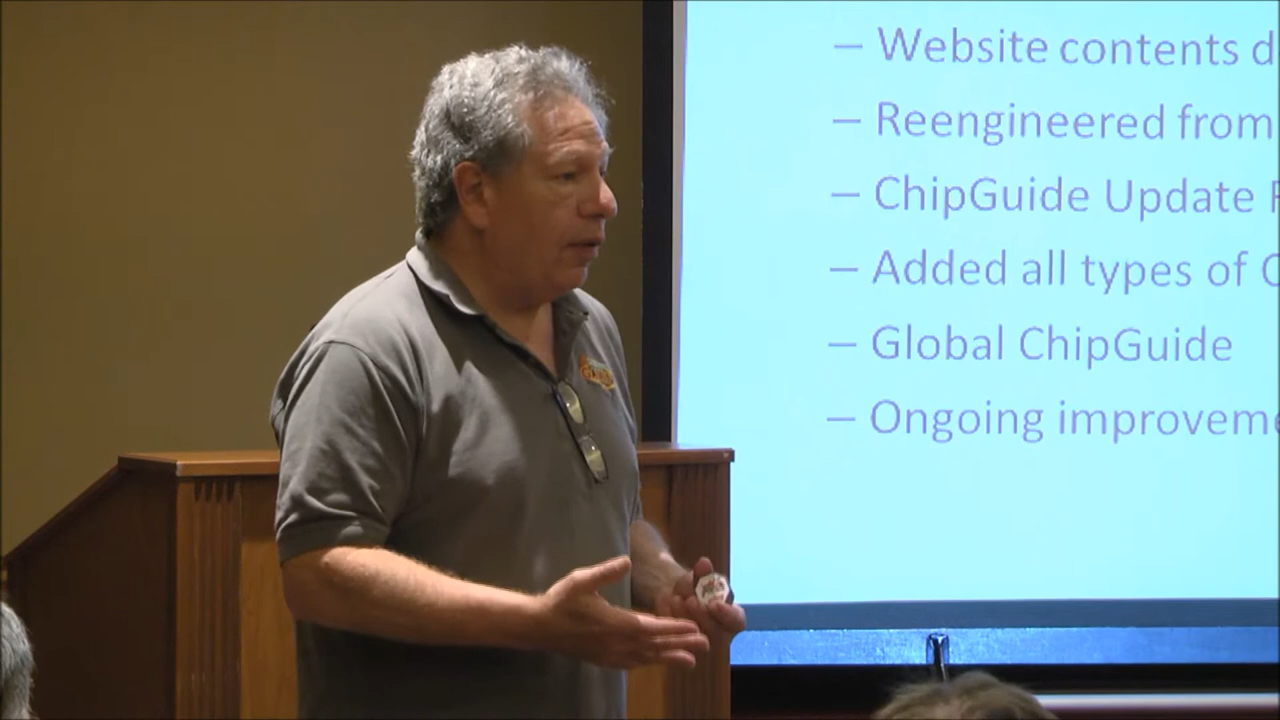 – Website contents
– Reengineered from
– ChipGuide Update
– Added all types of
– Global ChipGuide
– Ongoing